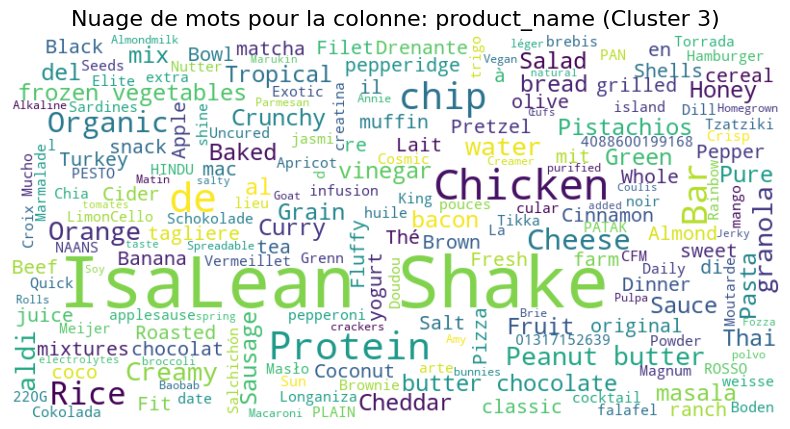 Nuage de mots pour la colonne: product_name (Cluster 3)
Black Almondmilk mix Bowl matcha Filet Drenante Salad en trigo léger brebis PAN Torrada Hamburger
del Seeds Nutter Elite extra Tropical pepperidge il à Vegan Shells cereal
frozen vegetables Exotic chip bread grilled Honey
Alkaline Sardines Marukin Parmesan Annie natural olive island Dill Homegrown
Organic Apple shine Crunchy creatina muffin Pretzel Cufs Crisp Tzatziki
snack Uncured jasmi re Lait water Pistachios 4088600199168
Marmalade l Turkey PESTO HINDU mac Baked Apricot d Cosmic Creamer mit Green Pepper
Croix Mucho Matin salty Goat vinegar purified Whole Coulis Rainbow Pure
Chia Cider al infusion King Chicken noir mango
tomatoes LimonCello de lieu huile pouces cular Cinnamon added Jerky
Schokolade Grain Tikka Bar PATAK Almond granola
Orange tagliere Curry Fluffy Thé bacon La Cheese sweet
NAANS taste tea Brown Fresh farm CFM Daily di
Beef Banana Vermeillet Grenn yogurt Doudou Dinner Moutarde Pasta
Quick Spreadable Soy IsaLean Shake
Rolls applesauce spring pepperoni Salt Brie Sauce Pulpa
juice Meijer crackers Pizza Fruit original Powder Fozza
aldi Roasted Sausage Protein 01317152639 Thai
mixtures chocolat Salchichón Amy Peanut butter
electrolytes broccoli Masło Coconut arte Magnum ROSSO polvo
coco Creamy Sun Brownie bunnies butter chocolate masala weisse
Rice Baobab Fit date Longaniza Cheddar classic cocktail ranch
220G Cokolada Macaroni PLAIN falafel Boden